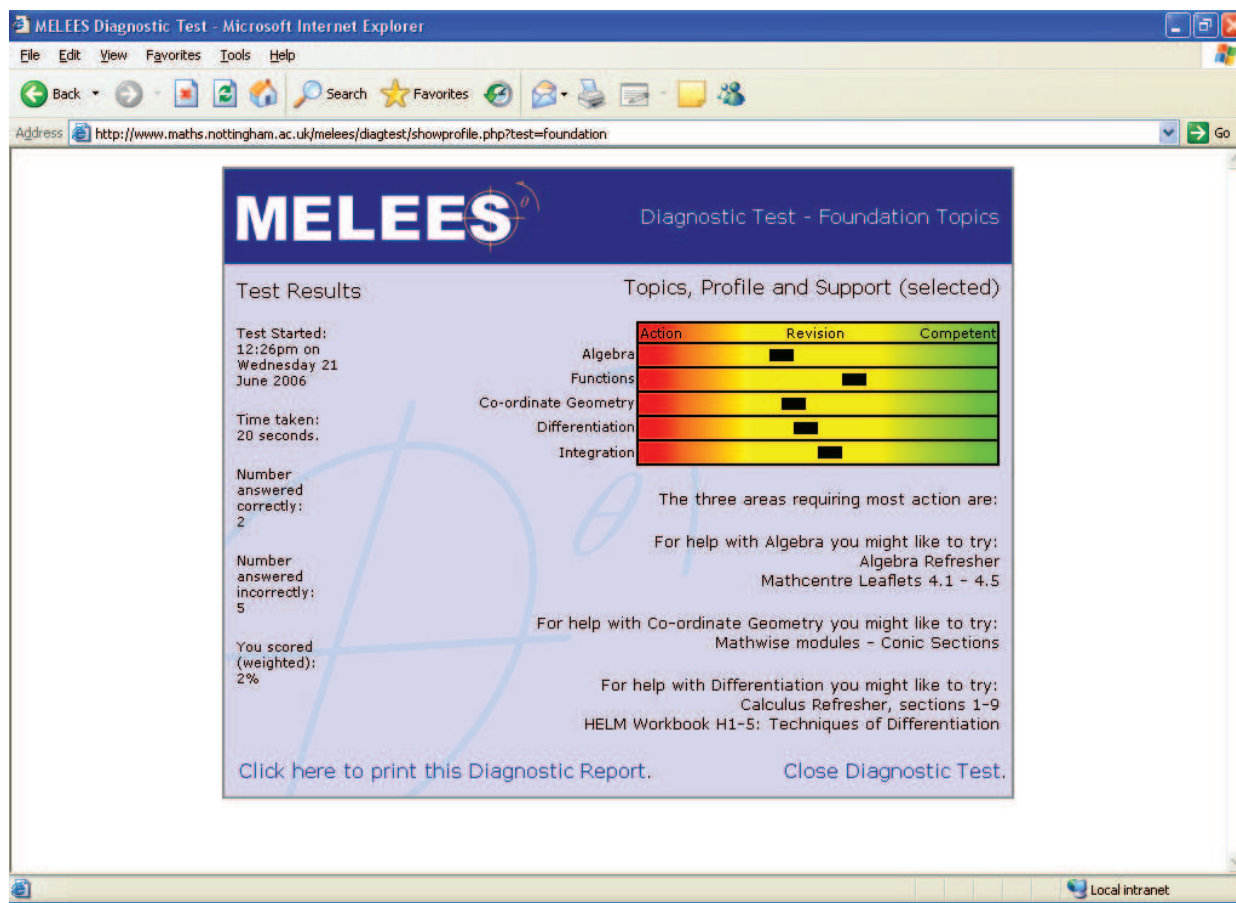 MELEES Diagnostic Test - Microsoft Internet Explorer
File Edit View Favorites Tools Help
Back Search Favorites
Address http://www.maths.nottingham.ac.uk/melees/diagtest/showprofile.php?test=foundation Go
MELEES θ
Diagnostic Test - Foundation Topics
Test Results
Test Started:
12:26pm on
Wednesday 21
June 2006
Time taken:
20 seconds.
Number
answered
correctly:
2
Number
answered
incorrectly:
5
You scored
(weighted):
2%
Topics, Profile and Support (selected)
Action Revision Competent
Algebra
Functions
Co-ordinate Geometry
Differentiation
Integration
The three areas requiring most action are:
For help with Algebra you might like to try:
Algebra Refresher
Mathcentre Leaflets 4.1 - 4.5
For help with Co-ordinate Geometry you might like to try:
Mathwise modules - Conic Sections
For help with Differentiation you might like to try:
Calculus Refresher, sections 1-9
HELM Workbook H1-5: Techniques of Differentiation
θ
Click here to print this Diagnostic Report. Close Diagnostic Test.
Local intranet